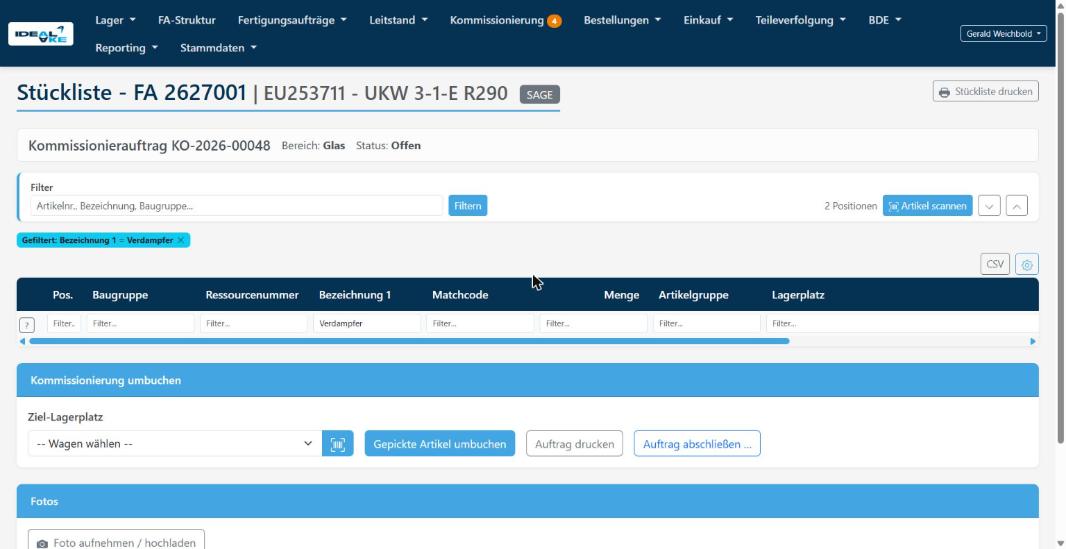 IDEAL AKE
Lager FA-Struktur Fertigungsaufträge Leitstand Kommissionierung 4 Bestellungen Einkauf Teileverfolgung BDE
Reporting Stammdaten
Gerald Weichbold
Stückliste - FA 2627001 | EU253711 - UKW 3-1-E R290 SAGE
Stückliste drucken
Kommissionierauftrag KO-2026-00048 Bereich: Glas Status: Offen
Filter
Artikelnr., Bezeichnung, Baugruppe... Filtern 2 Positionen Artikel scannen
Gefiltert: Bezeichnung 1 = Verdampfer ×
CSV
Pos. Baugruppe Ressourcenummer Bezeichnung 1 Matchcode Menge Artikelgruppe Lagerplatz
? Filter.. Filter... Filter... Verdampfer Filter... Filter... Filter... Filter...
Kommissionierung umbuchen
Ziel-Lagerplatz
-- Wagen wählen -- Gepickte Artikel umbuchen Auftrag drucken Auftrag abschließen ...
Fotos
Foto aufnehmen / hochladen